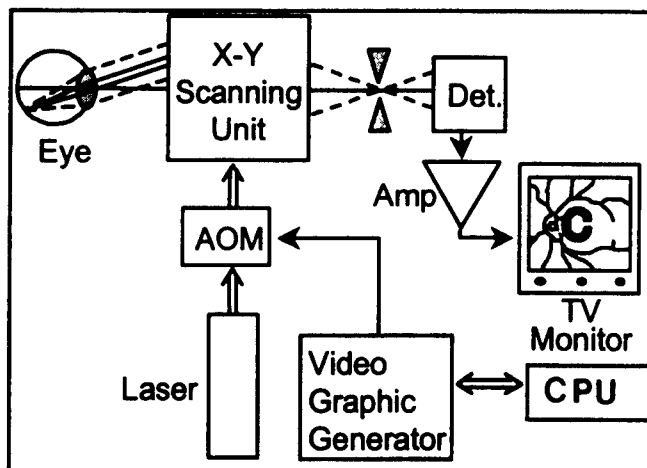 X-Y
Scanning
Unit
Det.
Eye
Amp
AOM
C
TV
Monitor
Laser
Video
Graphic
Generator
CPU